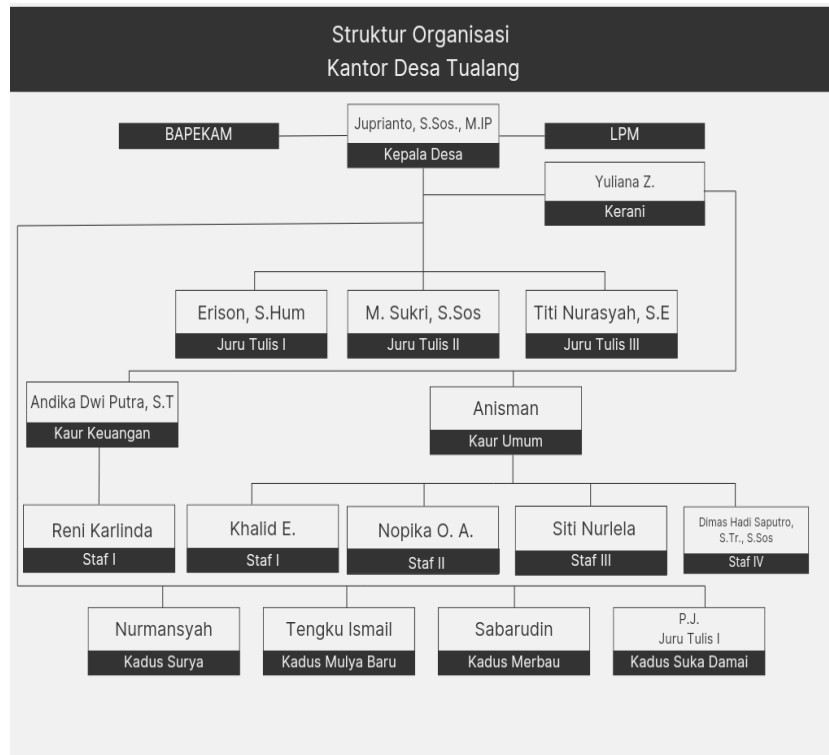 Struktur Organisasi
Kantor Desa Tualang
BAPEKAM
Juprianto, S.Sos., M.IP
Kepala Desa
LPM
Yuliana Z.
Kerani
Erison, S.Hum
Juru Tulis I
M. Sukri, S.Sos
Juru Tulis II
Titi Nurasyah, S.E
Juru Tulis III
Andika Dwi Putra, S.T
Kaur Keuangan
Anisman
Kaur Umum
Reni Karlinda
Staf I
Khalid E.
Staf I
Nopika O. A.
Staf II
Siti Nurlela
Staf III
Dimas Hadi Saputro,
S.Tr., S.Sos
Staf IV
Nurmansyah
Kadus Surya
Tengku Ismail
Kadus Mulya Baru
Sabarudin
Kadus Merbau
P.J.
Juru Tulis I
Kadus Suka Damai